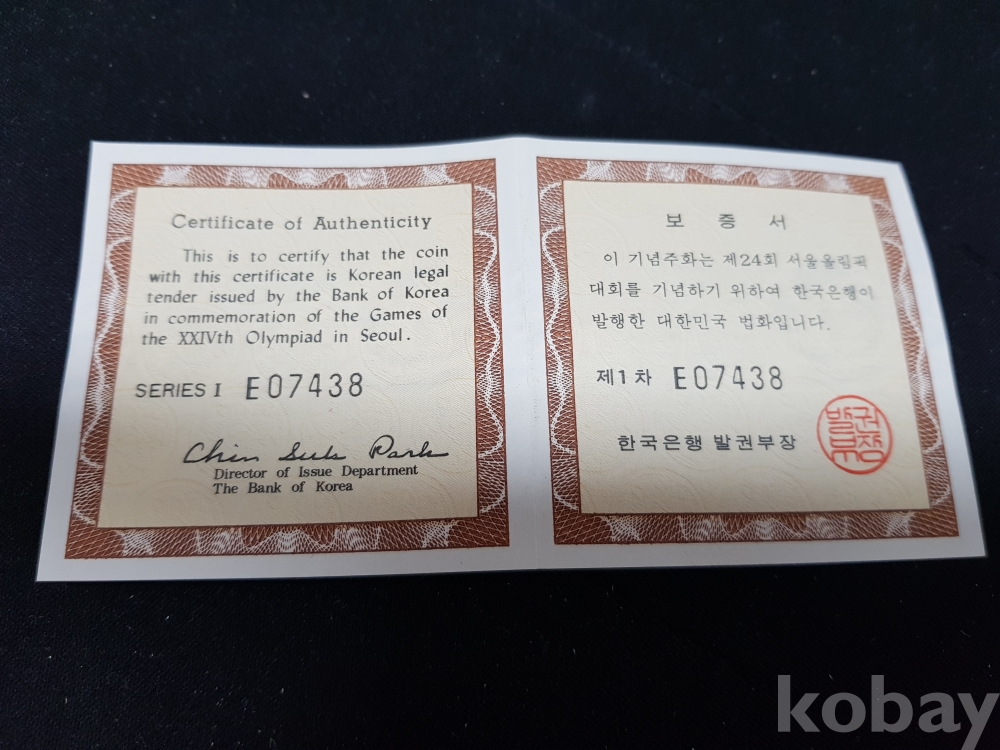 Certificate of Authenticity
This is to certify that the coin
with this certificate is Korean legal
tender issued by the Bank of Korea
in commemoration of the Games of
the XXIVth Olympiad in Seoul.
SERIES I E07438
Chin Suk Park
Director of Issue Department
The Bank of Korea
보 증 서
이 기념주화는 제24회 서울올림픽
대회를 기념하기 위하여 한국은행이
발행한 대한민국 법화입니다.
제1차 E07438
한국은행 발권부장
kobay